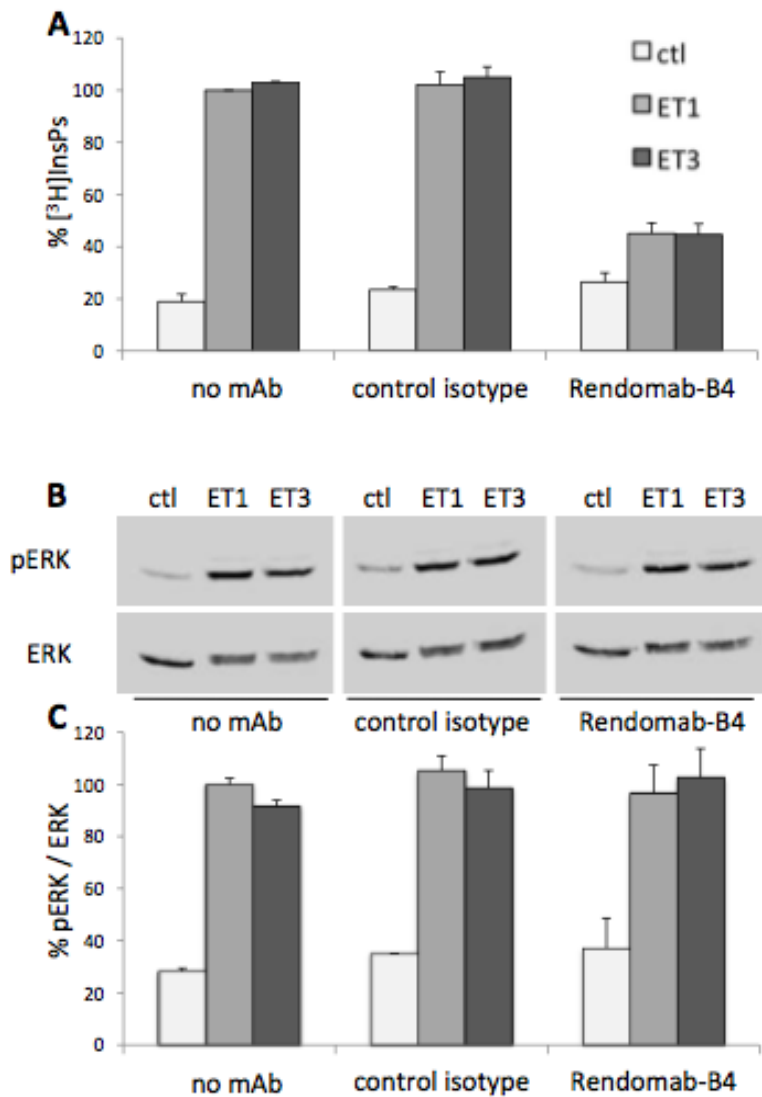 A
120
100
80
60
40
20
0
% [³H]InsPs
ctl
ET1
ET3
no mAb control isotype Rendomab-B4
B
ctl ET1 ET3 ctl ET1 ET3 ctl ET1 ET3
pERK
ERK
no mAb control isotype Rendomab-B4
C
120
100
80
60
40
20
0
% pERK / ERK
no mAb control isotype Rendomab-B4